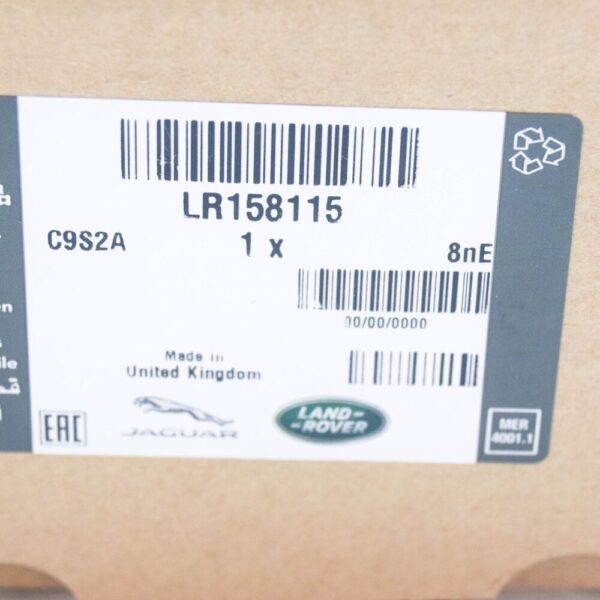 LR158115
C9S2A 1 x 8nE
00/00/0000
Made in
United Kingdom
EAC
JAGUAR
LAND-
-ROVER
MER
4001.1
en
ile